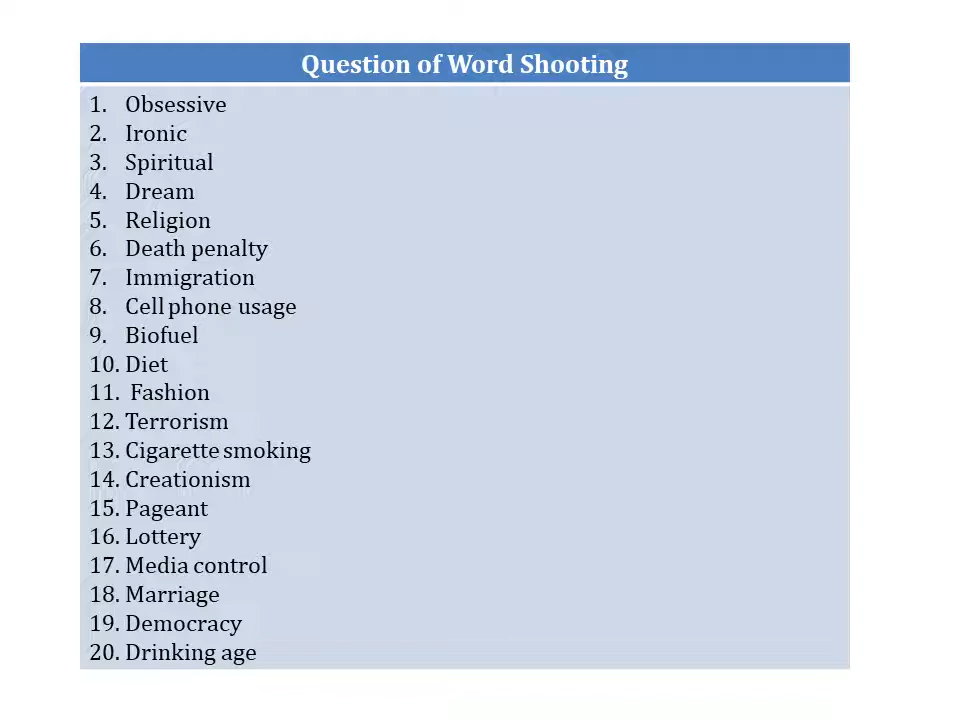 Question of Word Shooting
1. Obsessive
2. Ironic
3. Spiritual
4. Dream
5. Religion
6. Death penalty
7. Immigration
8. Cell phone usage
9. Biofuel
10. Diet
11. Fashion
12. Terrorism
13. Cigarette smoking
14. Creationism
15. Pageant
16. Lottery
17. Media control
18. Marriage
19. Democracy
20. Drinking age